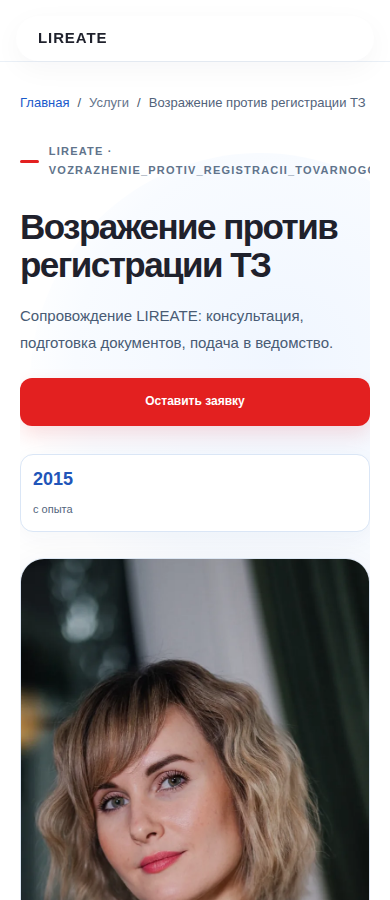 LIREATE
Главная / Услуги / Возражение против регистрации ТЗ
LIREATE ·
VOZRAZHENIE_PROTIV_REGISTRACII_TOVARNOG
Возражение против
регистрации ТЗ
Сопровождение LIREATE: консультация,
подготовка документов, подача в ведомство.
Оставить заявку
2015
с опыта